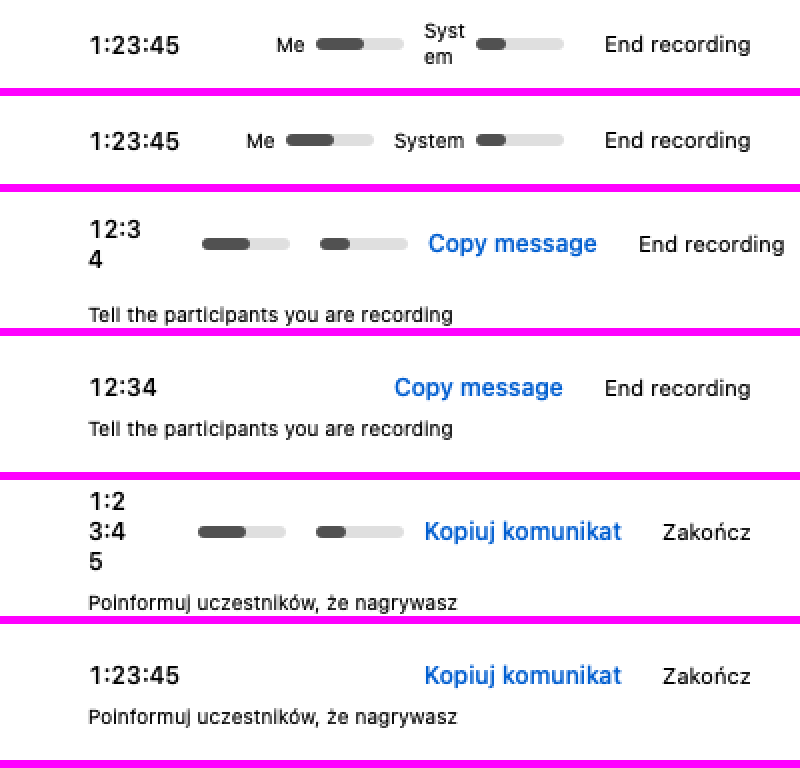 1:23:45 Me Syst
em End recording
1:23:45 Me System End recording
12:3
4 Copy message End recording
Tell the participants you are recording
12:34 Copy message End recording
Tell the participants you are recording
1:2
3:4
5 Kopiuj komunikat Zakończ
Poinformuj uczestników, że nagrywasz
1:23:45 Kopiuj komunikat Zakończ
Poinformuj uczestników, że nagrywasz